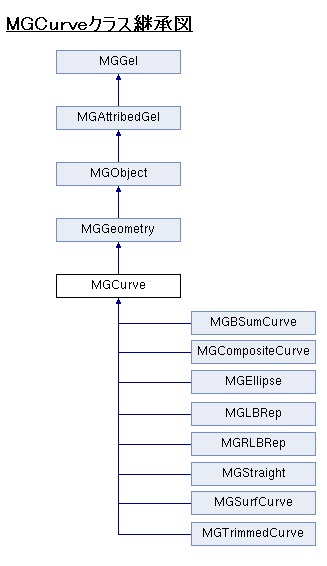 MGCurveクラス継承図
MGGel
MGAttribedGel
MGObject
MGGeometry
MGCurve
MGBSumCurve
MGCompositeCurve
MGEllipse
MGLBRep
MGRLBRep
MGStraight
MGSurfCurve
MGTrimmedCurve